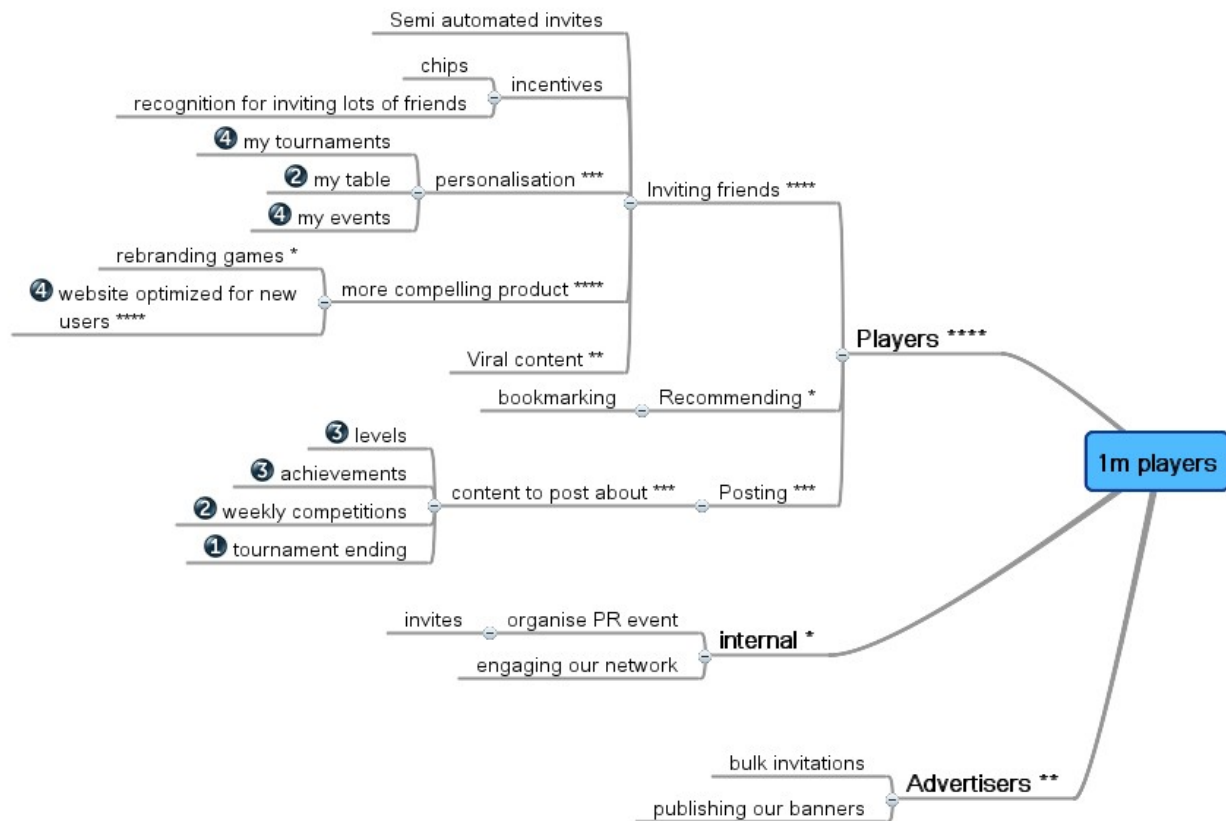 Semi automated invites
chips
incentives
recognition for inviting lots of friends
4 my tournaments
2 my table
personalisation ***
Inviting friends ****
4 my events
rebranding games *
4 website optimized for new
users ****
more compelling product ****
Players ****
Viral content **
bookmarking
Recommending *
3 levels
1m players
3 achievements
content to post about ***
Posting ***
2 weekly competitions
1 tournament ending
invites
organise PR event
internal *
engaging our network
bulk invitations
Advertisers **
publishing our banners